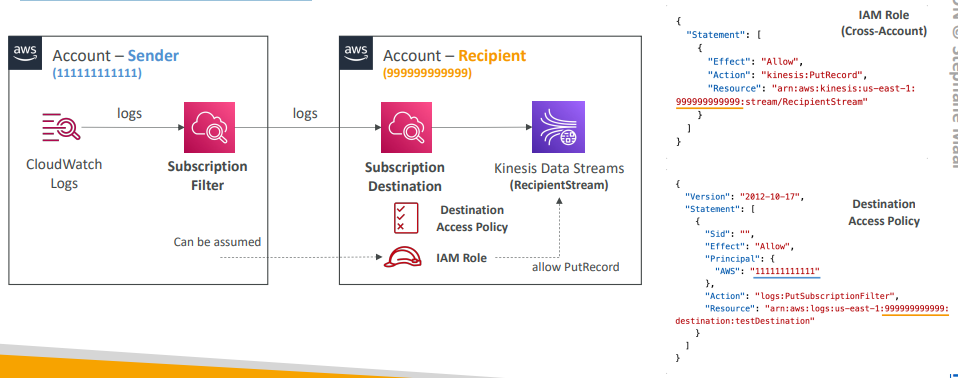 aws
Account – Sender
(111111111111)
logs
CloudWatch
Logs
Subscription
Filter
Can be assumed
logs
aws
Account – Recipient
(999999999999)
Subscription
Destination
Kinesis Data Streams
(RecipientStream)
Destination
Access Policy
IAM Role
allow PutRecord
IAM Role
(Cross-Account)
{
"Statement": [
{
"Effect": "Allow",
"Action": "kinesis:PutRecord",
"Resource": "arn:aws:kinesis:us-east-1:
999999999999:stream/RecipientStream"
}
]
}
Destination
Access Policy
{
"Version": "2012-10-17",
"Statement": [
{
"Sid": "",
"Effect": "Allow",
"Principal": {
"AWS": "111111111111"
},
"Action": "logs:PutSubscriptionFilter",
"Resource": "arn:aws:logs:us-east-1:999999999999:
destination:testDestination"
}
]
}